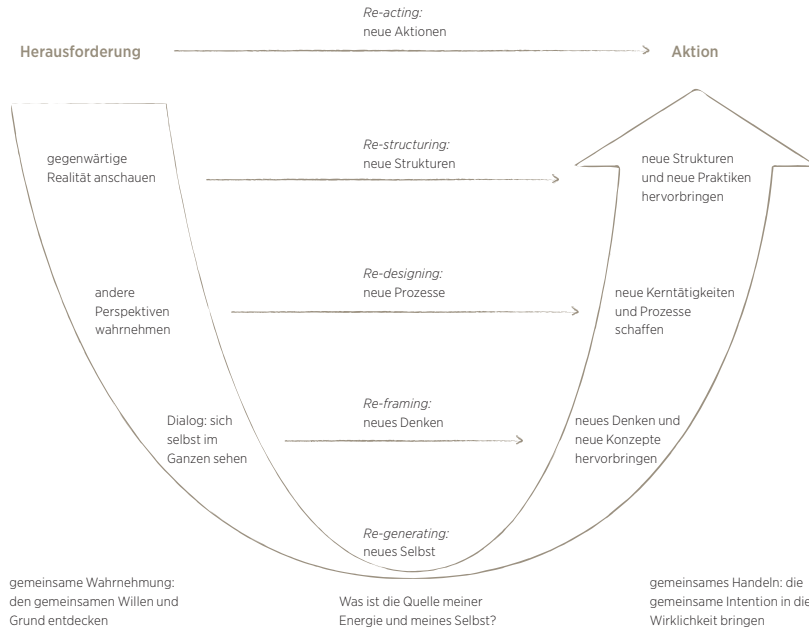 Re-acting:
neue Aktionen
Herausforderung
Aktion
Re-structuring:
neue Strukturen
gegenwärtige
Realität anschauen
neue Strukturen
und neue Praktiken
hervorbringen
Re-designing:
neue Prozesse
andere
Perspektiven
wahrnehmen
neue Kerntätigkeiten
und Prozesse
schaffen
Re-framing:
neues Denken
Dialog: sich
selbst im
Ganzen sehen
neues Denken und
neue Konzepte
hervorbringen
Re-generating:
neues Selbst
gemeinsame Wahrnehmung:
den gemeinsamen Willen und
Grund entdecken
Was ist die Quelle meiner
Energie und meines Selbst?
gemeinsames Handeln: die
gemeinsame Intention in die
Wirklichkeit bringen